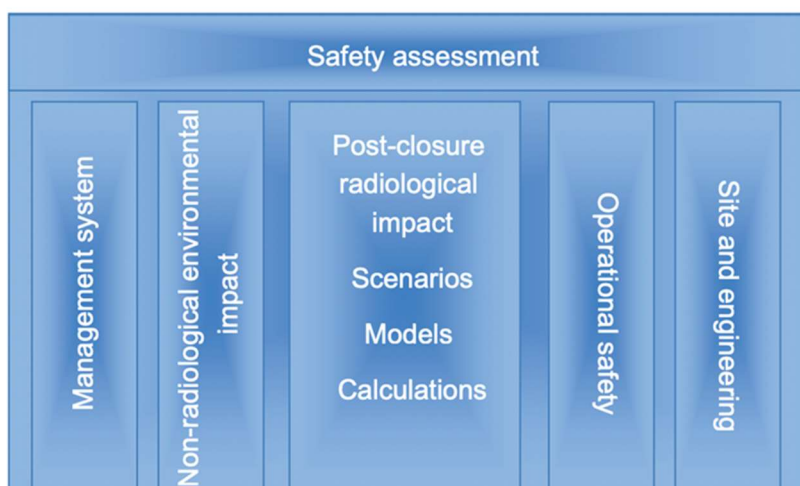 Safety assessment
Management system
Non-radiological environmental
impact
Post-closure
radiological
impact
Scenarios
Models
Calculations
Operational safety
Site and engineering